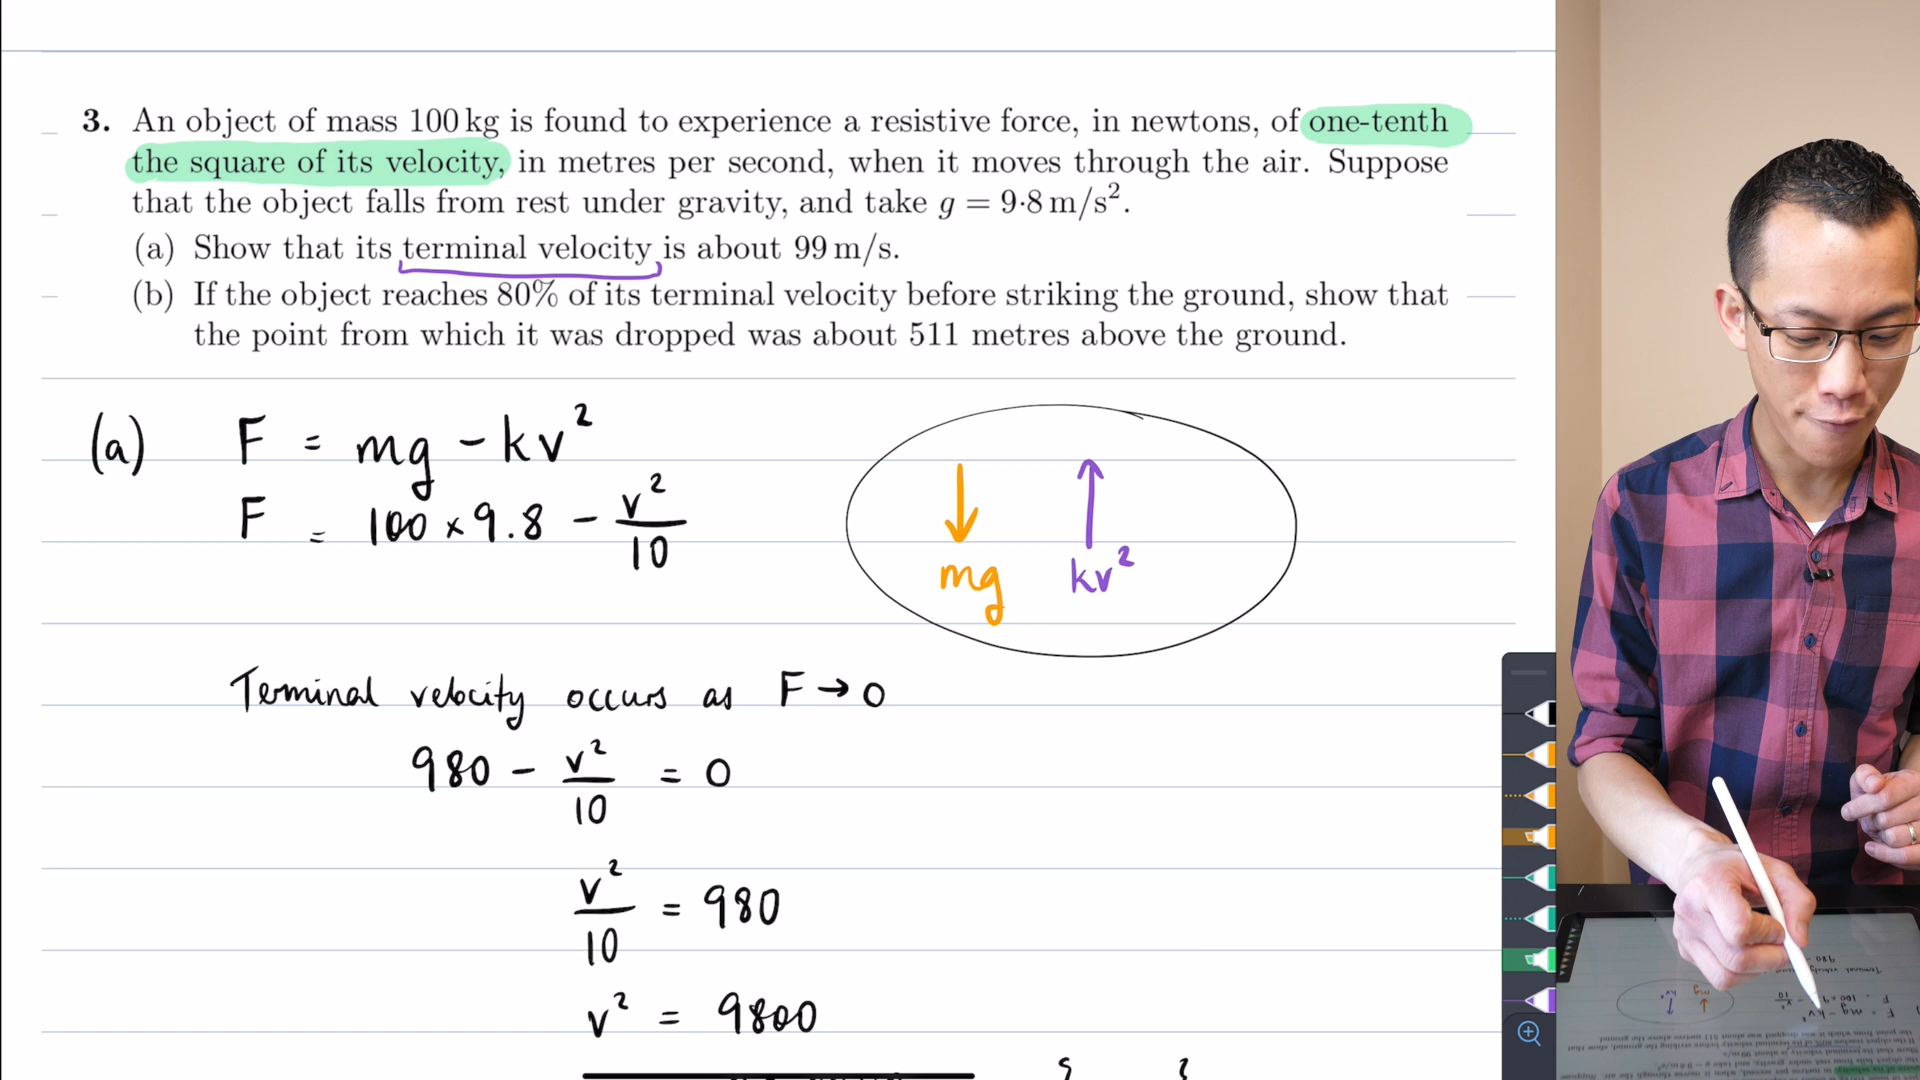 3. An object of mass 100 kg is found to experience a resistive force, in newtons, of one-tenth
the square of its velocity, in metres per second, when it moves through the air. Suppose
that the object falls from rest under gravity, and take g = 9·8 m/s².
(a) Show that its terminal velocity is about 99 m/s.
(b) If the object reaches 80% of its terminal velocity before striking the ground, show that
the point from which it was dropped was about 511 metres above the ground.
(a) F = mg - kv²
F = 100 × 9.8 - v²/10
mg kv²
Terminal velocity occurs as F → 0
980 - v²/10 = 0
v²/10 = 980
v² = 9800